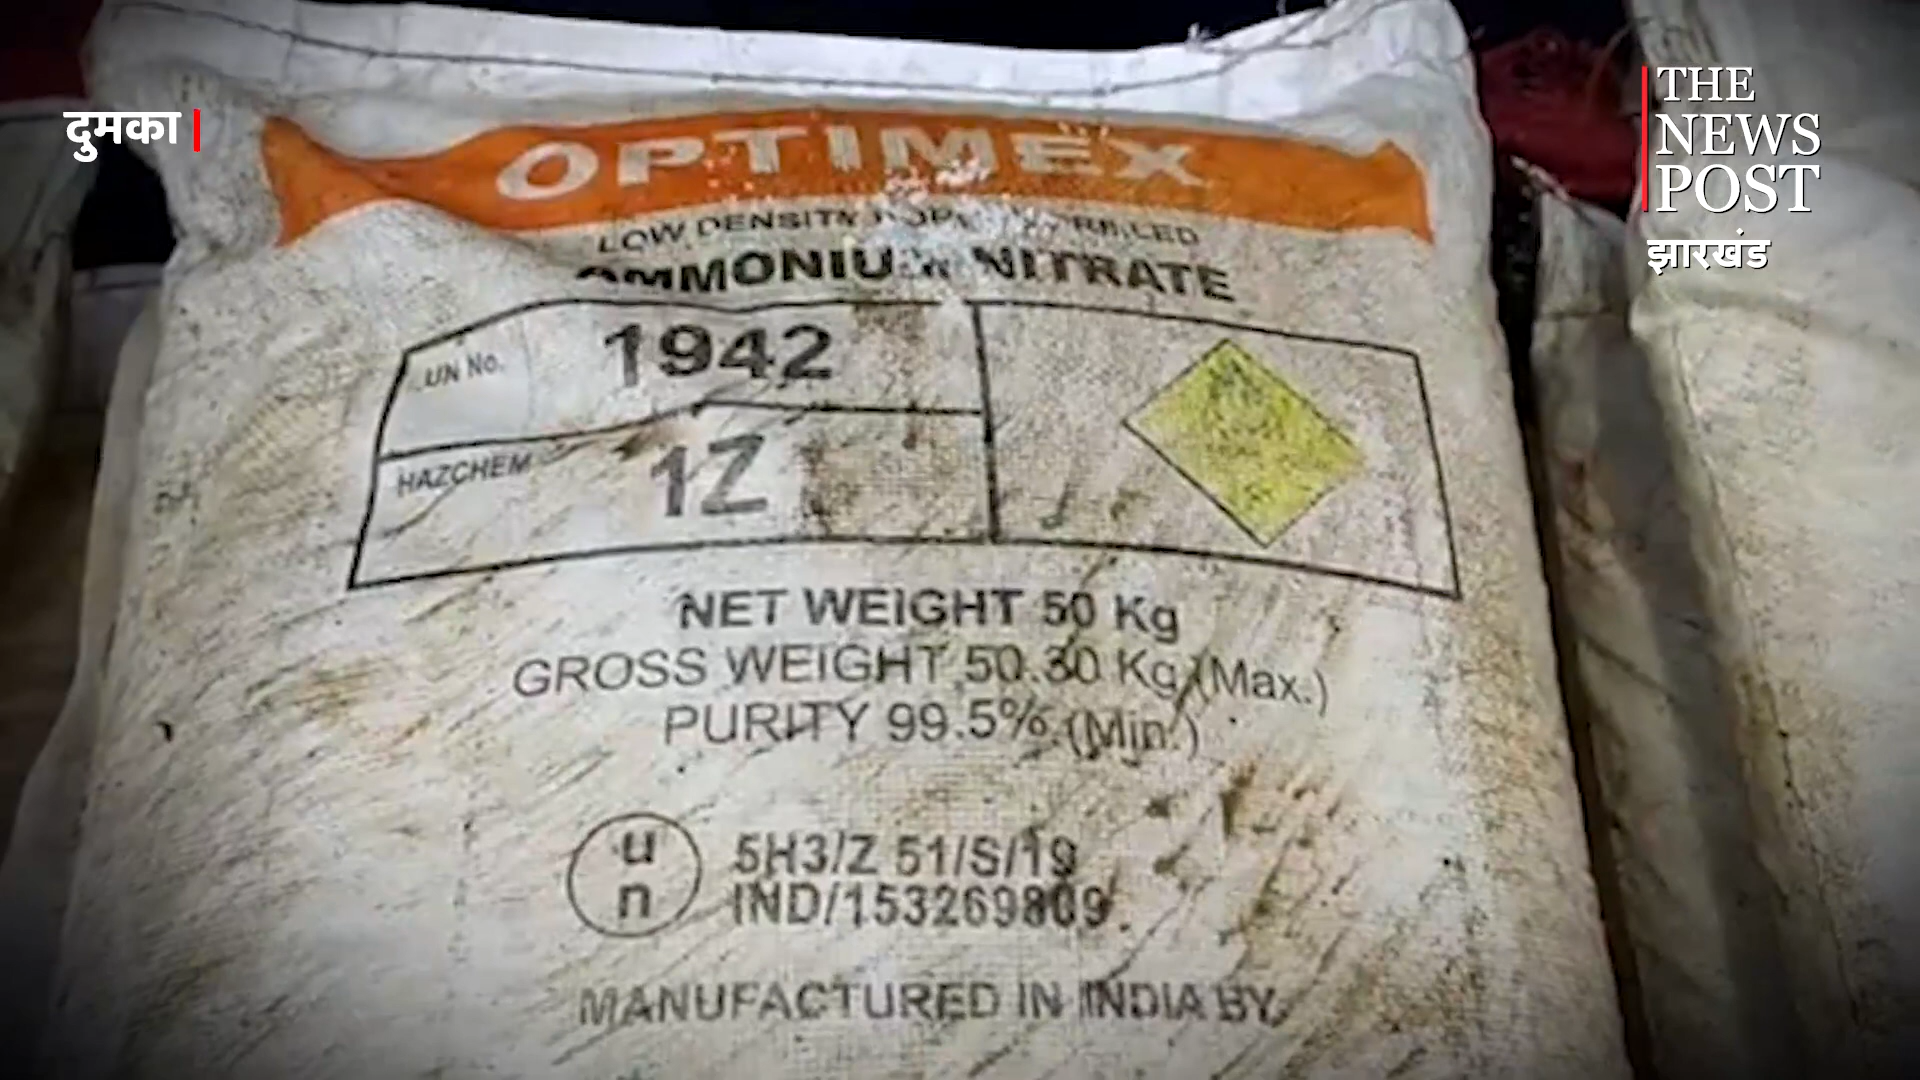 दुमका
THE
NEWS
POST
झारखंड
OPTIMEX
LOW DENSITY
AMMONIUM NITRATE
UN No. 1942
HAZCHEM 1Z
NET WEIGHT 50 Kg
GROSS WEIGHT 50.30 Kg (Max.)
PURITY 99.5% (Min.)
u
n
5H3/Z 51/S/19
IND/153269809
MANUFACTURED IN INDIA BY